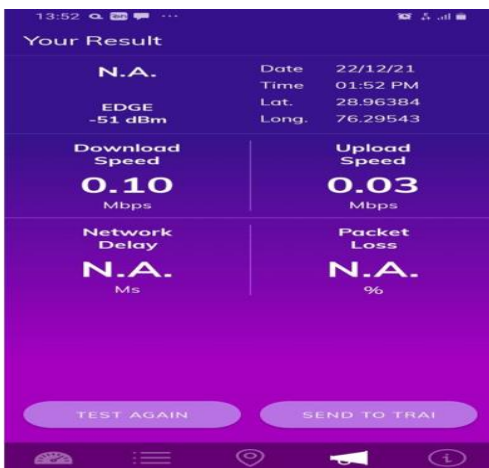 13:52
Your Result
N.A.
EDGE
-51 dBm
Date 22/12/21
Time 01:52 PM
Lat. 28.96384
Long. 76.29543
Download
Speed
0.10
Mbps
Upload
Speed
0.03
Mbps
Network
Delay
N.A.
Ms
Packet
Loss
N.A.
%
TEST AGAIN
SEND TO TRAI